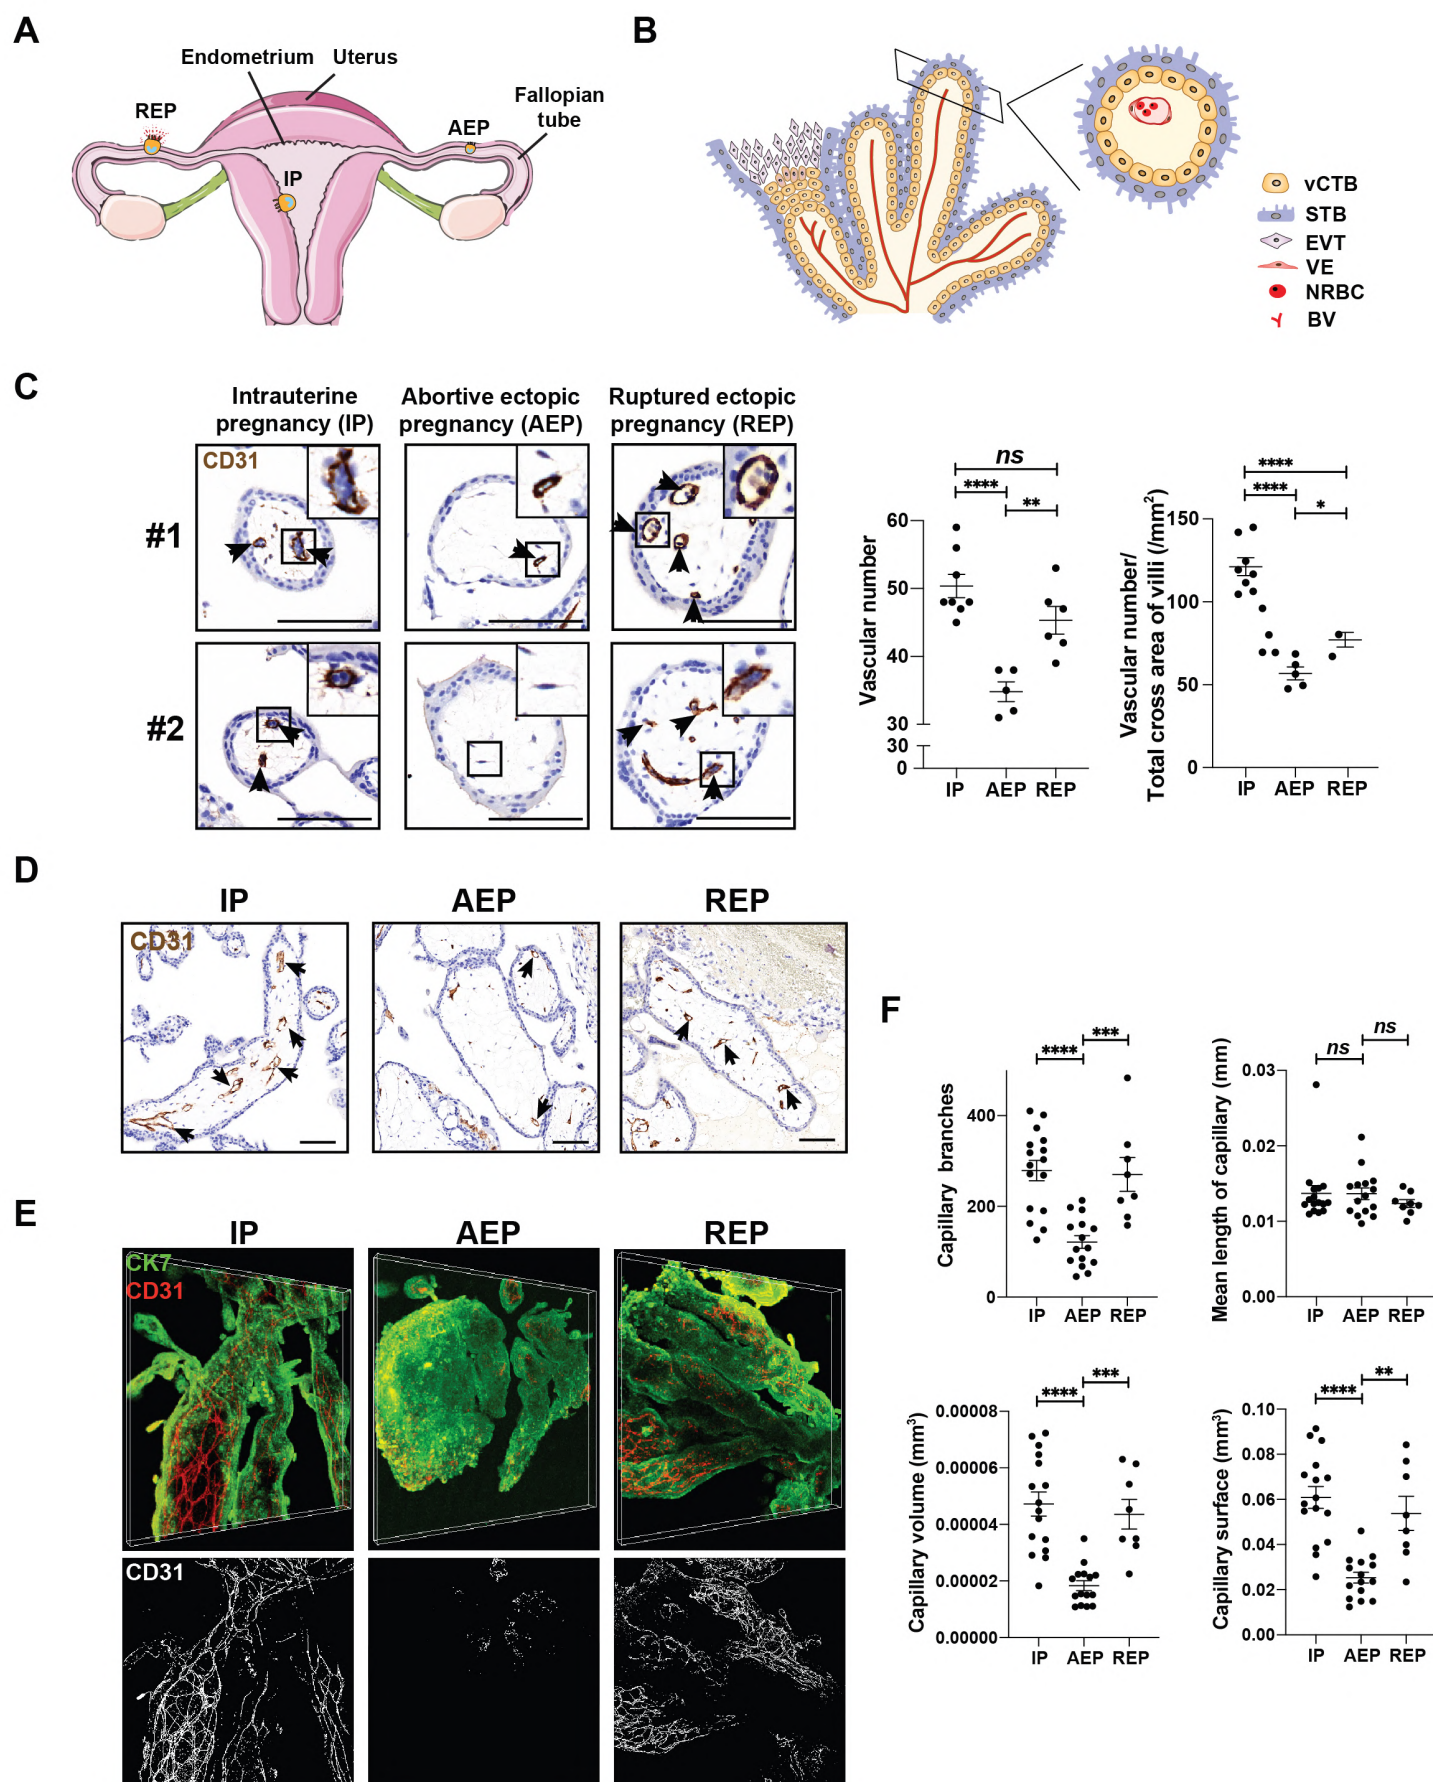 A
Endometrium
Uterus
REP
AEP
Fallopian
tube
IP
B
vCTB
STB
EVT
VE
NRBC
BV
C
Intrauterine
pregnancy (IP)
Abortive ectopic
pregnancy (AEP)
Ruptured ectopic
pregnancy (REP)
CD31
#1
#2
ns
****
**
Vascular number
60
50
40
30
30
0
IP
AEP
REP
****
****
*
Vascular number/
Total cross area of villi (/mm2)
150
100
50
0
IP
AEP
REP
D
IP
AEP
REP
CD31
E
IP
AEP
REP
CK7
CD31
CD31
F
****
***
Capillary branches
400
200
0
IP
AEP
REP
ns
ns
Mean length of capillary (mm)
0.03
0.02
0.01
0.00
IP
AEP
REP
****
***
Capillary volume (mm3)
0.00008
0.00006
0.00004
0.00002
0.00000
IP
AEP
REP
****
**
Capillary surface (mm3)
0.10
0.08
0.06
0.04
0.02
0.00
IP
AEP
REP